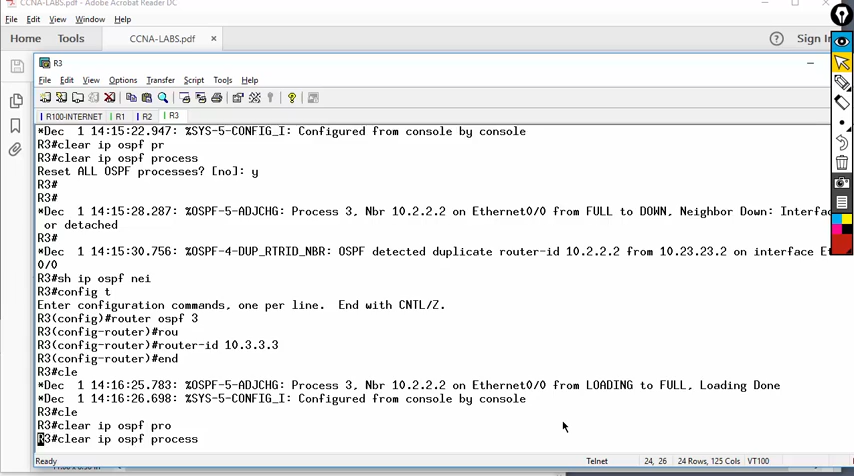 CCNA-LABS.pdf - Adobe Acrobat Reader DC
File Edit View Window Help
Home Tools CCNA-LABS.pdf × Sign In
R3
File Edit View Options Transfer Script Tools Help
R100-INTERNET R1 R2 R3
*Dec 1 14:15:22.947: %SYS-5-CONFIG_I: Configured from console by console
R3#clear ip ospf pr
R3#clear ip ospf process
Reset ALL OSPF processes? [no]: y
R3#
R3#
*Dec 1 14:15:28.287: %OSPF-5-ADJCHG: Process 3, Nbr 10.2.2.2 on Ethernet0/0 from FULL to DOWN, Neighbor Down: Interfa
or detached
R3#
*Dec 1 14:15:30.756: %OSPF-4-DUP_RTRID_NBR: OSPF detected duplicate router-id 10.2.2.2 from 10.23.23.2 on interface Et
0/0
R3#sh ip ospf nei
R3#config t
Enter configuration commands, one per line. End with CNTL/Z.
R3(config)#router ospf 3
R3(config-router)#rou
R3(config-router)#router-id 10.3.3.3
R3(config-router)#end
R3#cle
*Dec 1 14:16:25.783: %OSPF-5-ADJCHG: Process 3, Nbr 10.2.2.2 on Ethernet0/0 from LOADING to FULL, Loading Done
*Dec 1 14:16:26.698: %SYS-5-CONFIG_I: Configured from console by console
R3#cle
R3#clear ip ospf pro
R3#clear ip ospf process
Ready Telnet 24, 26 24 Rows, 125 Cols VT100